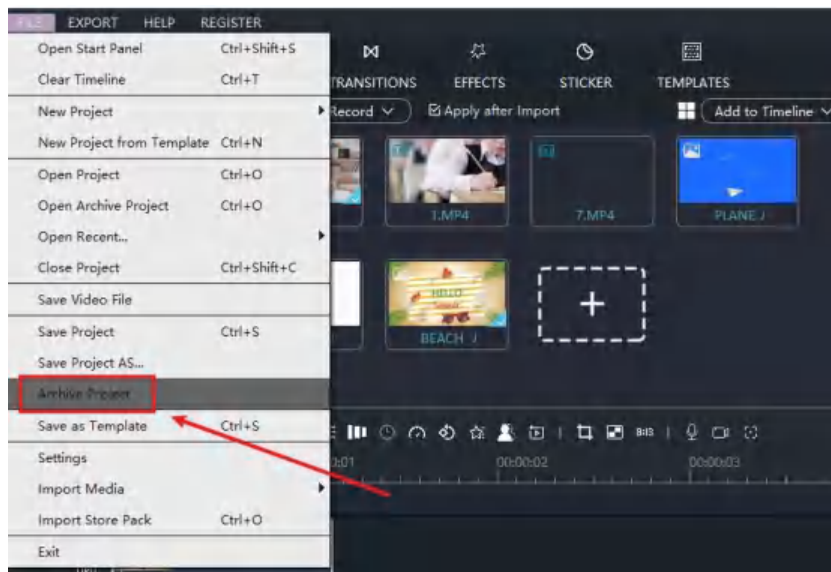 FILE EXPORT HELP REGISTER
Open Start Panel Ctrl+Shift+S
Clear Timeline Ctrl+T
New Project
New Project from Template Ctrl+N
Open Project Ctrl+O
Open Archive Project Ctrl+O
Open Recent...
Close Project Ctrl+Shift+C
Save Video File
Save Project Ctrl+S
Save Project AS...
Archive Project
Save as Template Ctrl+S
Settings
Import Media
Import Store Pack Ctrl+O
Exit
TRANSITIONS EFFECTS STICKER TEMPLATES
Record Apply after Import Add to Timeline
1.MP4 7.MP4 PLANE J
HELLO
BEACH J
00:00:02 00:00:03